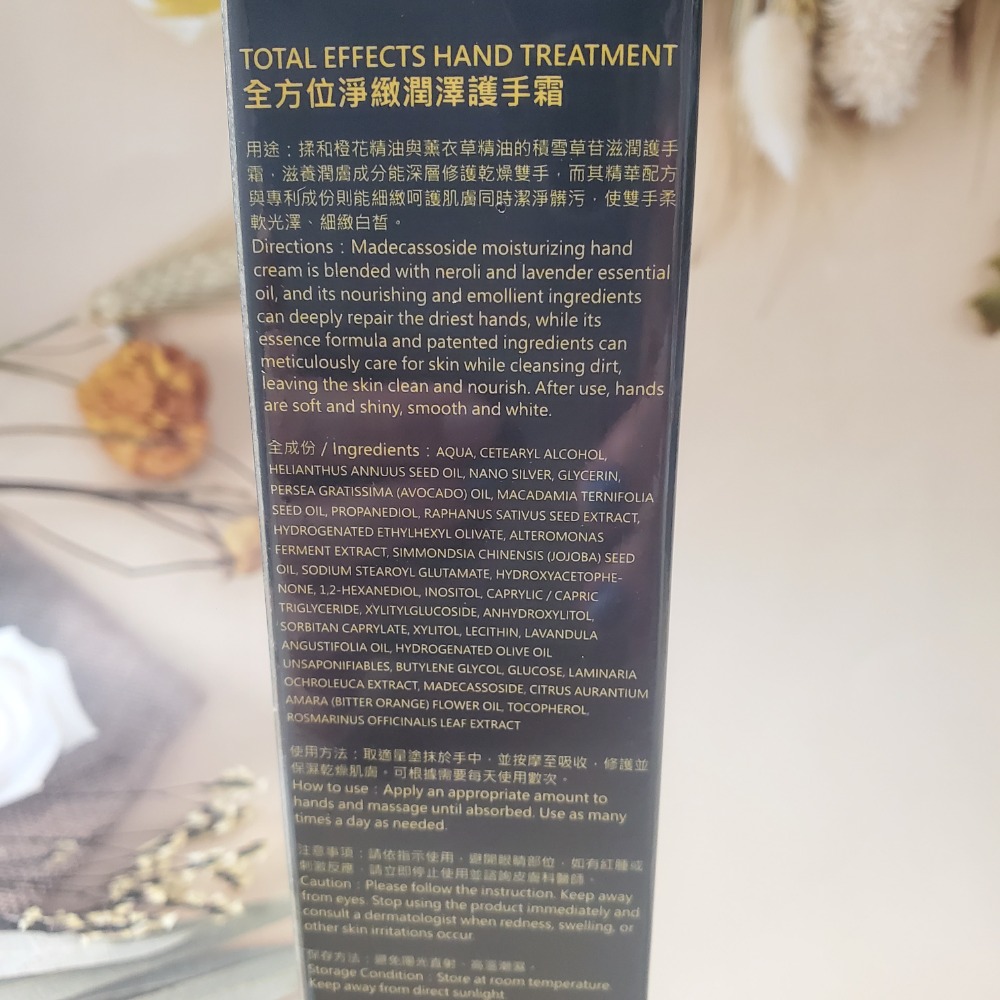 TOTAL EFFECTS HAND TREATMENT
全方位淨緻潤澤護手霜
用途：揉和橙花精油與薰衣草精油的積雪草苷滋潤護手
霜，滋養潤膚成分能深層修護乾燥雙手，而其精華配方
與專利成份則能細緻呵護肌膚同時潔淨髒污，使雙手柔
軟光澤、細緻白皙。
Directions : Madecassoside moisturizing hand
cream is blended with neroli and lavender essential
oil, and its nourishing and emollient ingredients
can deeply repair the driest hands, while its
essence formula and patented ingredients can
meticulously care for skin while cleansing dirt,
leaving the skin clean and nourish. After use, hands
are soft and shiny, smooth and white.
全成份 / Ingredients : AQUA, CETEARYL ALCOHOL,
HELIANTHUS ANNUUS SEED OIL, NANO SILVER, GLYCERIN,
PERSEA GRATISSIMA (AVOCADO) OIL, MACADAMIA TERNIFOLIA
SEED OIL, PROPANEDIOL, RAPHANUS SATIVUS SEED EXTRACT,
HYDROGENATED ETHYLHEXYL OLIVATE, ALTEROMONAS
FERMENT EXTRACT, SIMMONDSIA CHINENSIS (JOJOBA) SEED
OIL, SODIUM STEAROYL GLUTAMATE, HYDROXYACETOPHE-
NONE, 1,2-HEXANEDIOL, INOSITOL, CAPRYLIC / CAPRIC
TRIGLYCERIDE, XYLITYLGLUCOSIDE, ANHYDROXYLITOL,
SORBITAN CAPRYLATE, XYLITOL, LECITHIN, LAVANDULA
ANGUSTIFOLIA OIL, HYDROGENATED OLIVE OIL
UNSAPONIFIABLES, BUTYLENE GLYCOL, GLUCOSE, LAMINARIA
OCHROLEUCA EXTRACT, MADECASSOSIDE, CITRUS AURANTIUM
AMARA (BITTER ORANGE) FLOWER OIL, TOCOPHEROL,
ROSMARINUS OFFICINALIS LEAF EXTRACT
使用方法：取適量塗抹於手中，並按摩至吸收，修護並
保濕乾燥肌膚。可根據需要每天使用數次。
How to use : Apply an appropriate amount to
hands and massage until absorbed. Use as many
times a day as needed.
注意事項：請依指示使用，避開眼睛部位，如有紅腫或
刺激反應，請立即停止使用並諮詢皮膚科醫師。
Caution : Please follow the instruction. Keep away
from eyes. Stop using the product immediately and
consult a dermatologist when redness, swelling, or
other skin irritations occur.
保存方法：避免陽光直射、高溫潮濕。
Storage Condition : Store at room temperature.
Keep away from direct sunlight